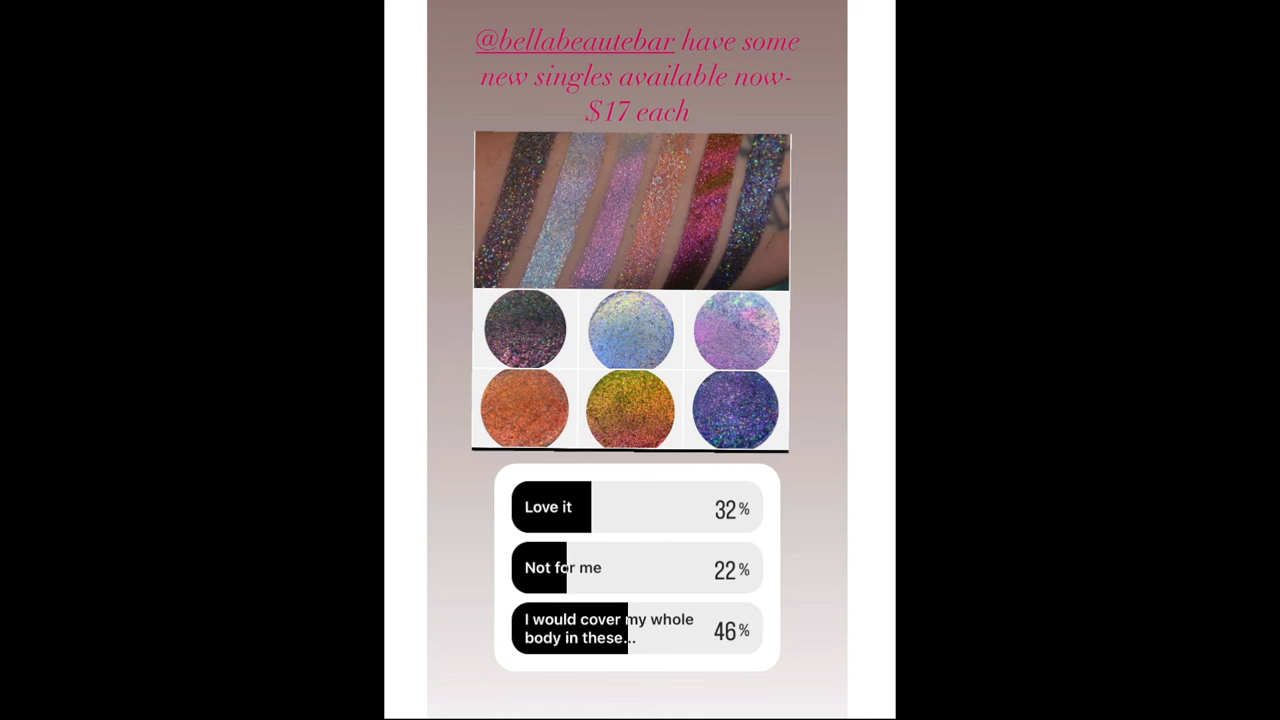 @bellabeautebar have some
new singles available now-
$17 each
Love it
32%
Not for me
22%
I would cover my whole
body in these...
46%